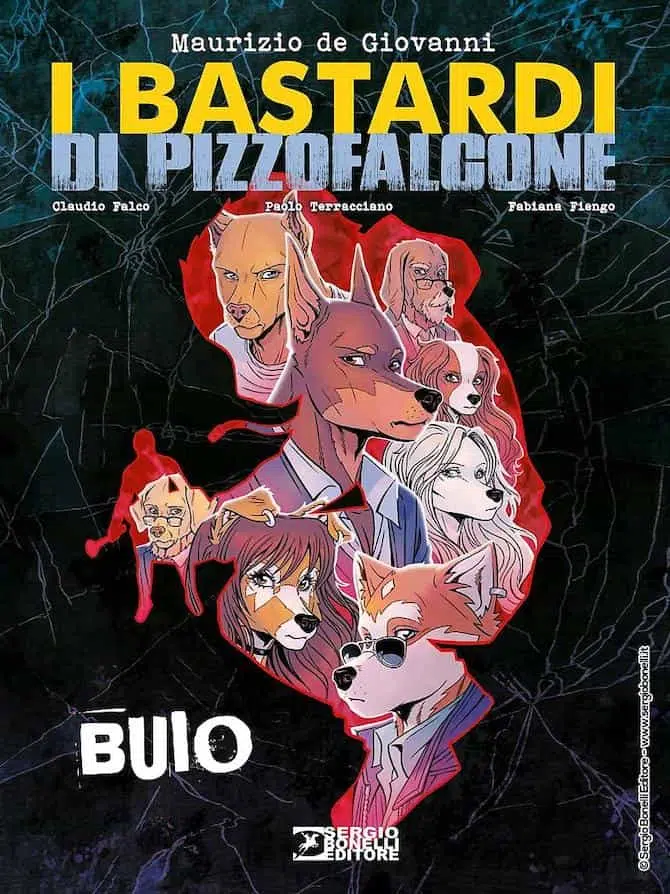 Maurizio de Giovanni
I BASTARDI
DI PIZZOFALCONE
Claudio Falco Paolo Terracciano Fabiana Fiengo
BUIO
SERGIO
BONELLI
EDITORE
© Sergio Bonelli Editore - www.sergiobonelli.it